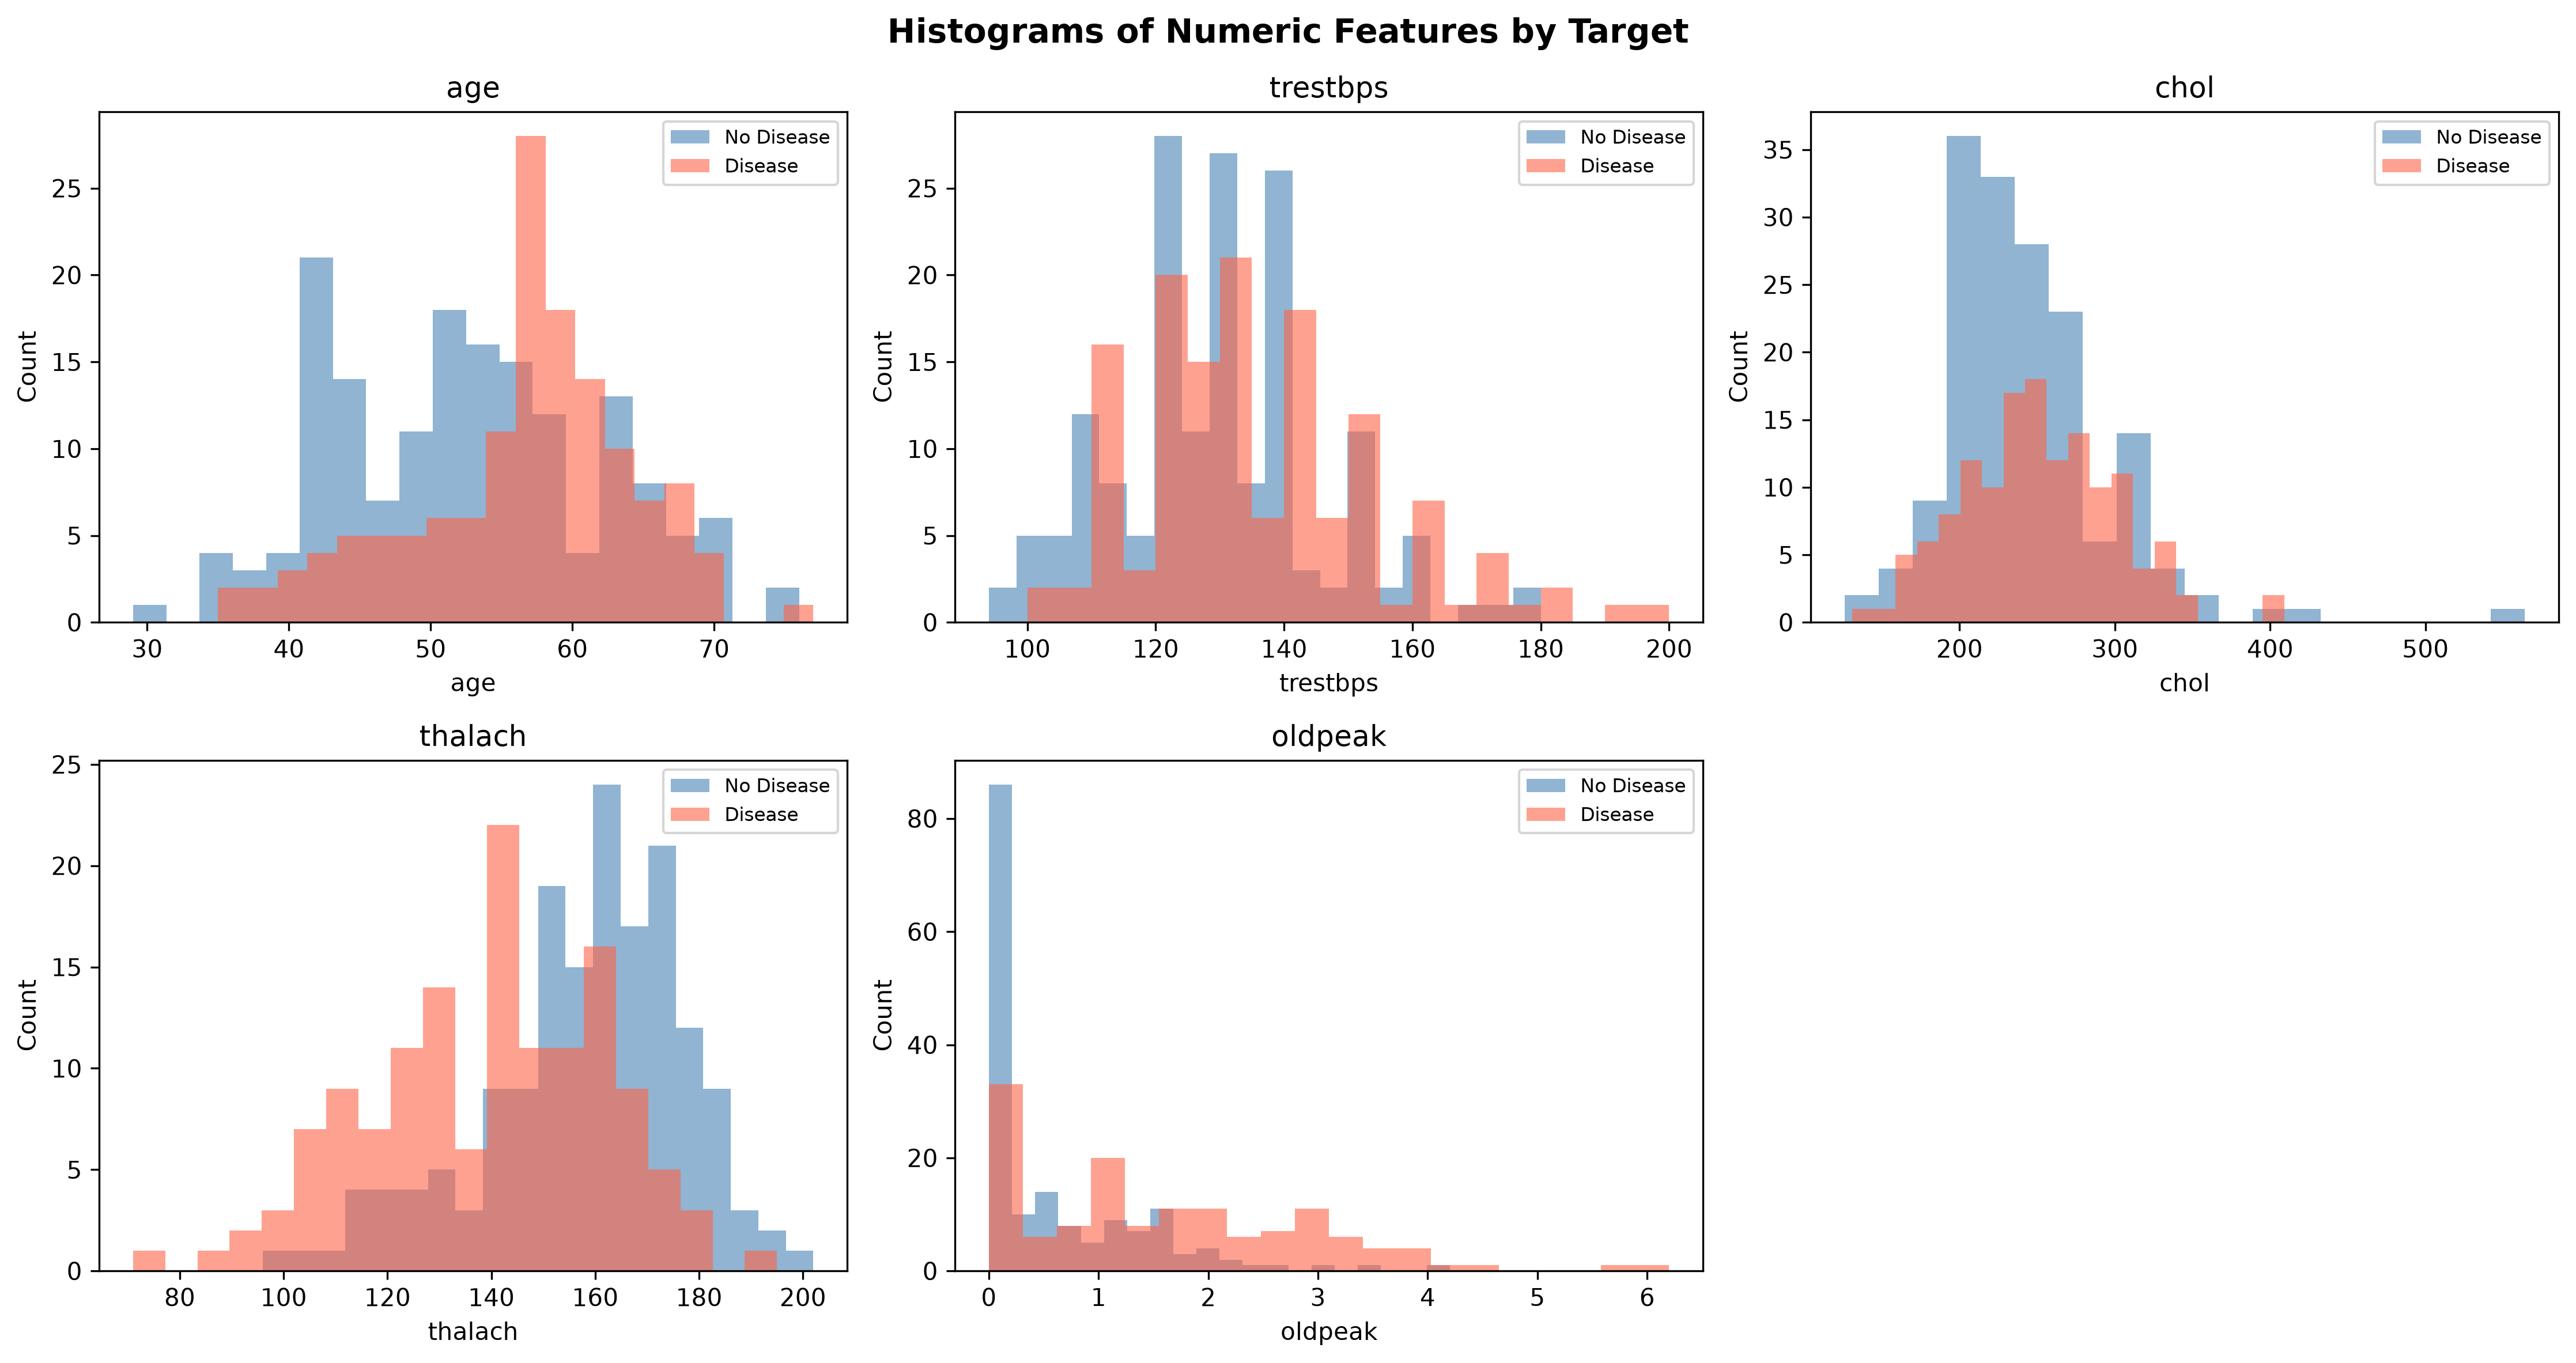 Histograms of Numeric Features by Target
age
No Disease
Disease
Count
25
20
15
10
5
0
30 40 50 60 70
age
trestbps
No Disease
Disease
Count
25
20
15
10
5
0
100 120 140 160 180 200
trestbps
chol
No Disease
Disease
Count
35
30
25
20
15
10
5
0
200 300 400 500
chol
thalach
No Disease
Disease
Count
25
20
15
10
5
0
80 100 120 140 160 180 200
thalach
oldpeak
No Disease
Disease
Count
80
60
40
20
0
0 1 2 3 4 5 6
oldpeak